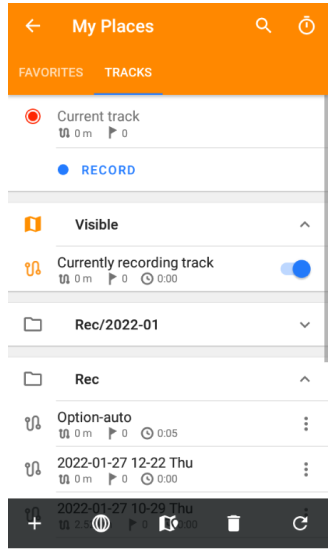 My Places
FAVORITES TRACKS
Current track
0 m 0
RECORD
Visible
Currently recording track
0 m 0 0:00
Rec/2022-01
Rec
Option-auto
0 m 0 0:05
2022-01-27 12-22 Thu
0 m 0 0:00
2022-01-27 10-29 Thu